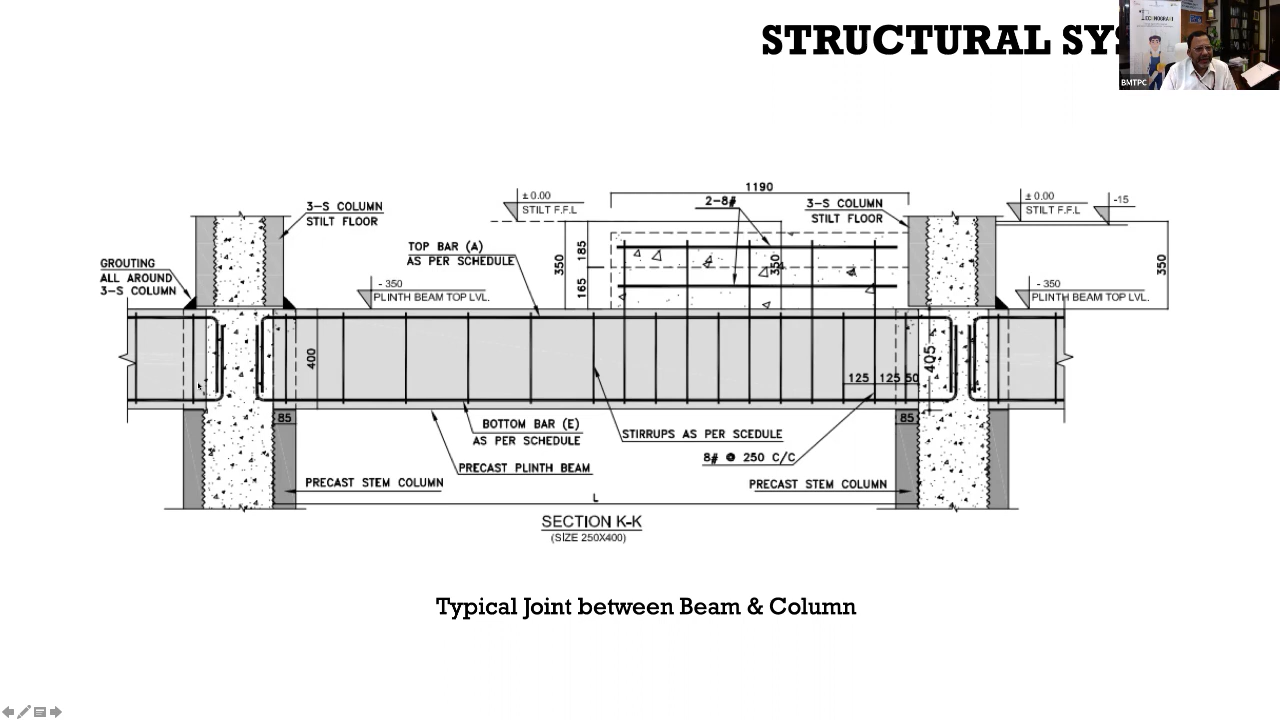 STRUCTURAL SYS
BMTPC
1190
2-8#
3-S COLUMN
STILT FLOOR
± 0.00
STILT F.F.L
3-S COLUMN
STILT FLOOR
± 0.00
STILT F.F.L
-15
TOP BAR (A)
AS PER SCHEDULE
GROUTING
ALL AROUND
3-S COLUMN
- 350
PLINTH BEAM TOP LVL.
350
185
165
350
- 350
PLINTH BEAM TOP LVL.
350
400
405
125
125
50
85
85
BOTTOM BAR (E)
AS PER SCHEDULE
STIRRUPS AS PER SCEDULE
8# @ 250 C/C
PRECAST PLINTH BEAM
PRECAST STEM COLUMN
PRECAST STEM COLUMN
L
SECTION K-K
(SIZE 250X400)
Typical Joint between Beam & Column